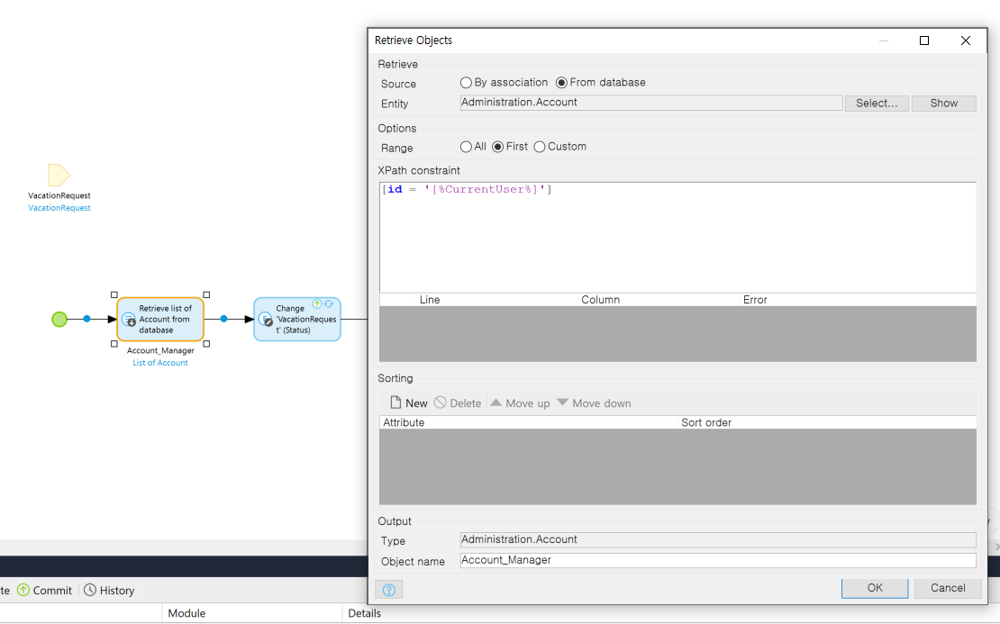 Retrieve Objects
Retrieve
Source By association From database
Entity Administration.Account Select... Show
Options
Range All First Custom
XPath constraint
[id = '[%CurrentUser%]']
Line Column Error
Sorting
New Delete Move up Move down
Attribute Sort order
Output
Type Administration.Account
Object name Account_Manager
OK Cancel
VacationRequest
VacationRequest
Retrieve list of
Account from
database
Account_Manager
List of Account
Change
'VacationReques
t' (Status)
te Commit History
Module Details